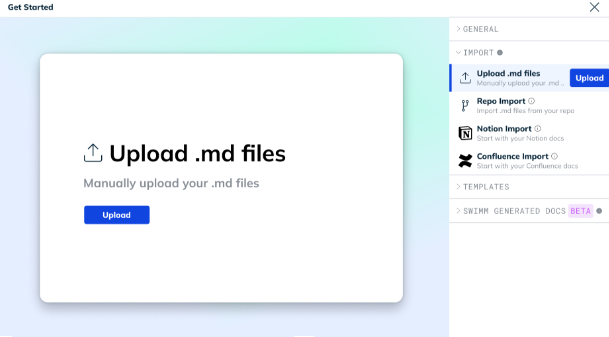 Get Started
Upload .md files
Manually upload your .md files
Upload
GENERAL
IMPORT
Upload .md files
Manually upload your .md ..
Upload
Repo Import
Import .md files from your repo
Notion Import
Start with your Notion docs
Confluence Import
Start with your Confluence docs
TEMPLATES
SWIMM GENERATED DOCS BETA